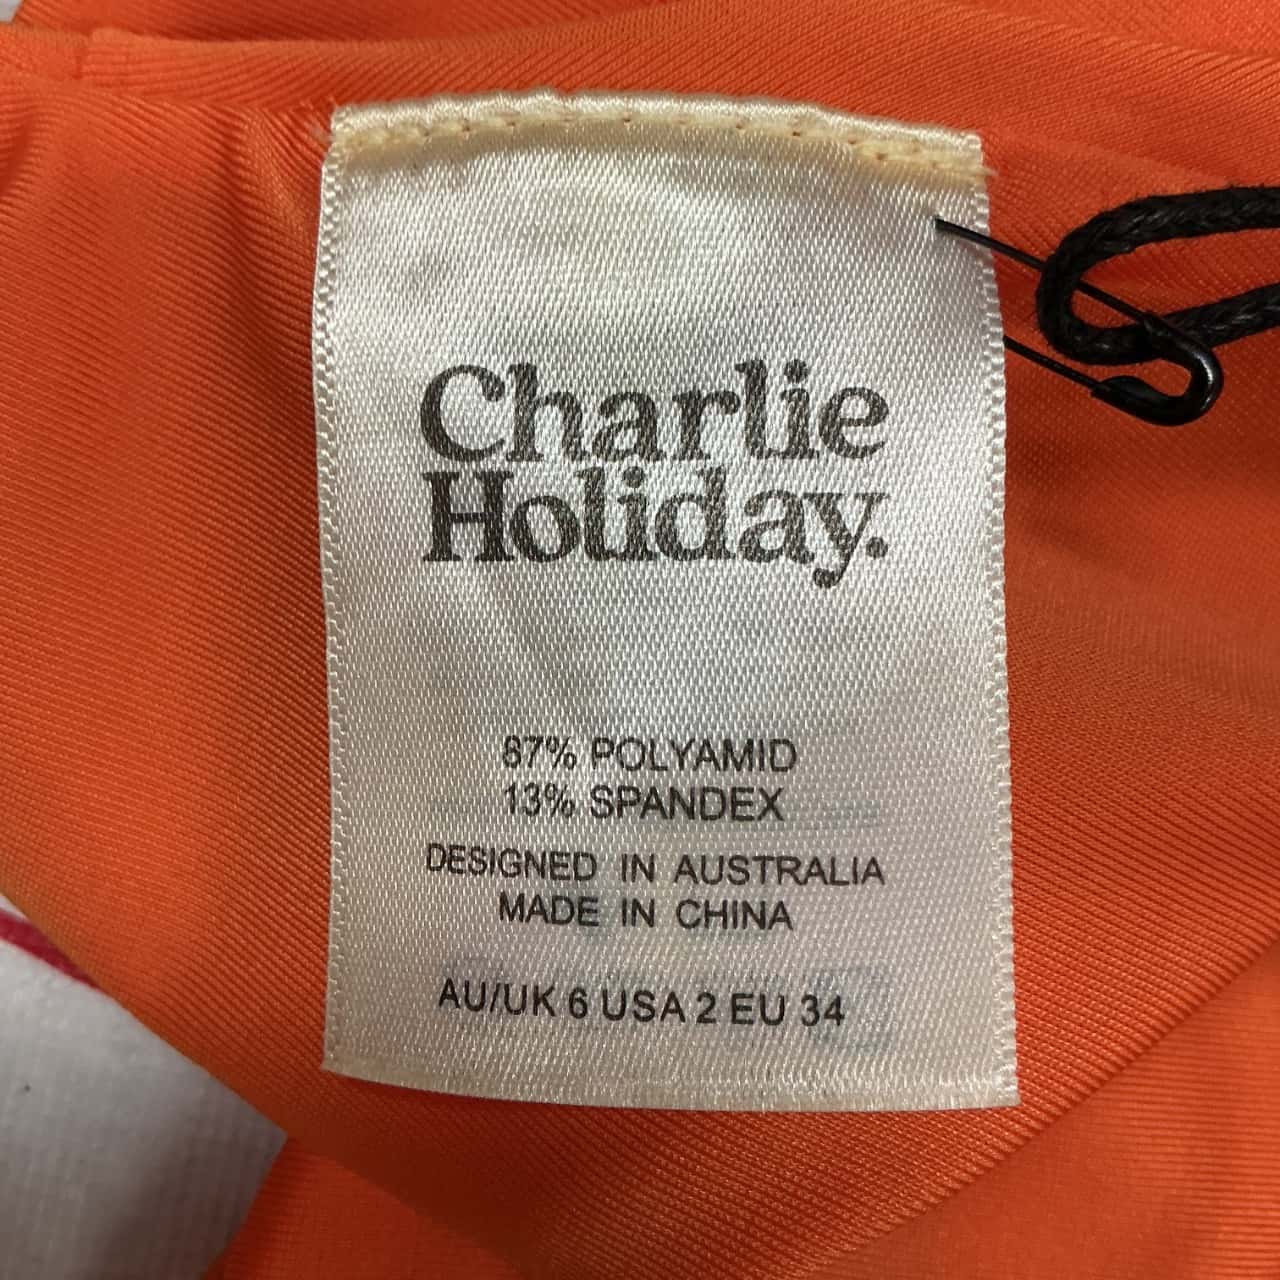 Charlie
Holiday.
87% POLYAMID
13% SPANDEX
DESIGNED IN AUSTRALIA
MADE IN CHINA
AU/UK 6 USA 2 EU 34